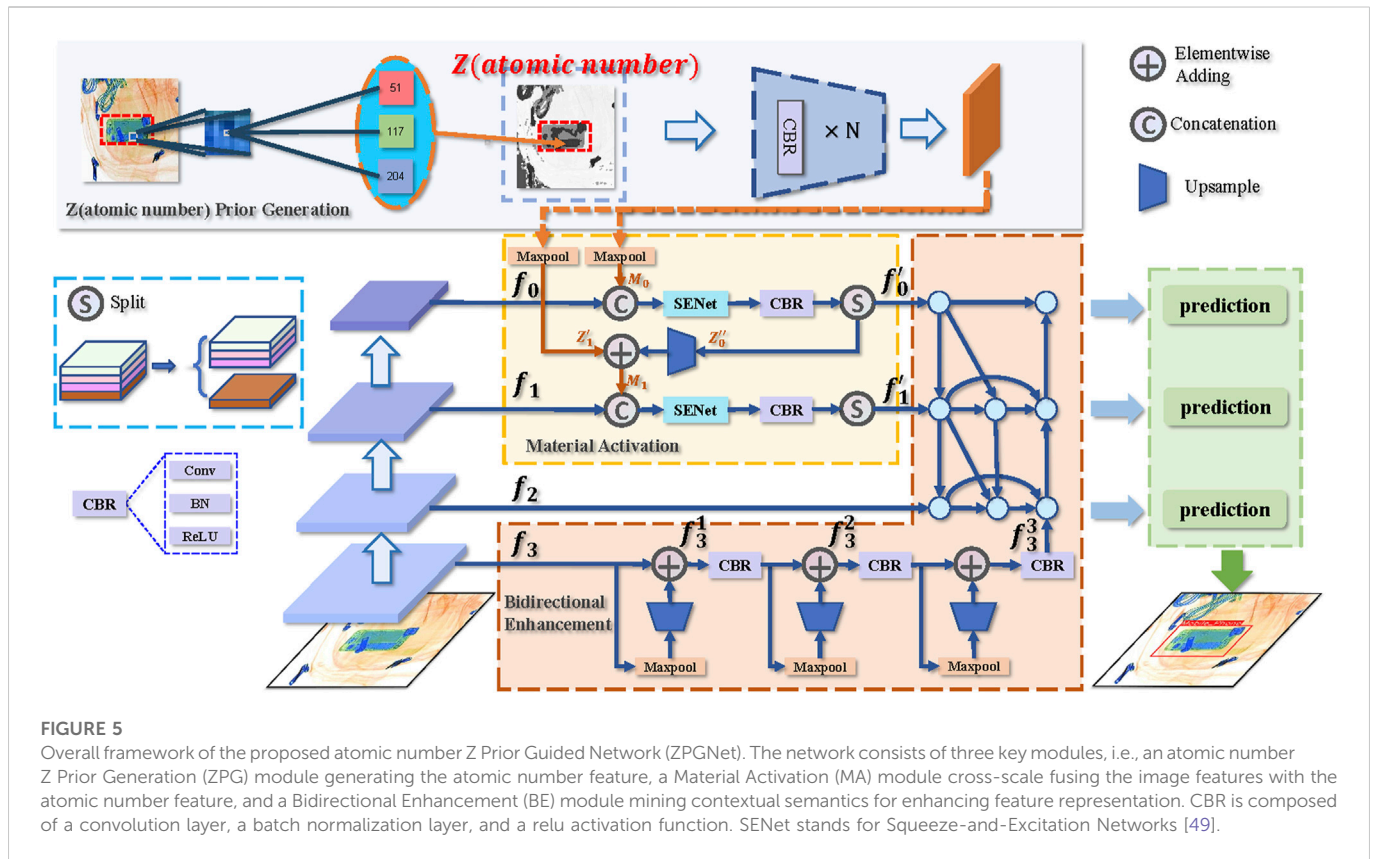 Z(atomic number)
51
117
204
Z(atomic number) Prior Generation
CBR
× N
+
Elementwise
Adding
C
Concatenation
Upsample
S
Split
CBR
Conv
BN
ReLU
Maxpool
Maxpool
f₀
M₀
C
SENet
CBR
S
f′₀
Z′₁
+
Z″₀
f₁
M₁
C
SENet
CBR
S
f′₁
Material Activation
f₂
f₃
+
f₃¹
CBR
+
f₃²
CBR
+
f₃³
CBR
Bidirectional
Enhancement
Maxpool
Maxpool
Maxpool
prediction
prediction
prediction
FIGURE 5
Overall framework of the proposed atomic number Z Prior Guided Network (ZPGNet). The network consists of three key modules, i.e., an atomic number
Z Prior Generation (ZPG) module generating the atomic number feature, a Material Activation (MA) module cross-scale fusing the image features with the
atomic number feature, and a Bidirectional Enhancement (BE) module mining contextual semantics for enhancing feature representation. CBR is composed
of a convolution layer, a batch normalization layer, and a relu activation function. SENet stands for Squeeze-and-Excitation Networks [49].